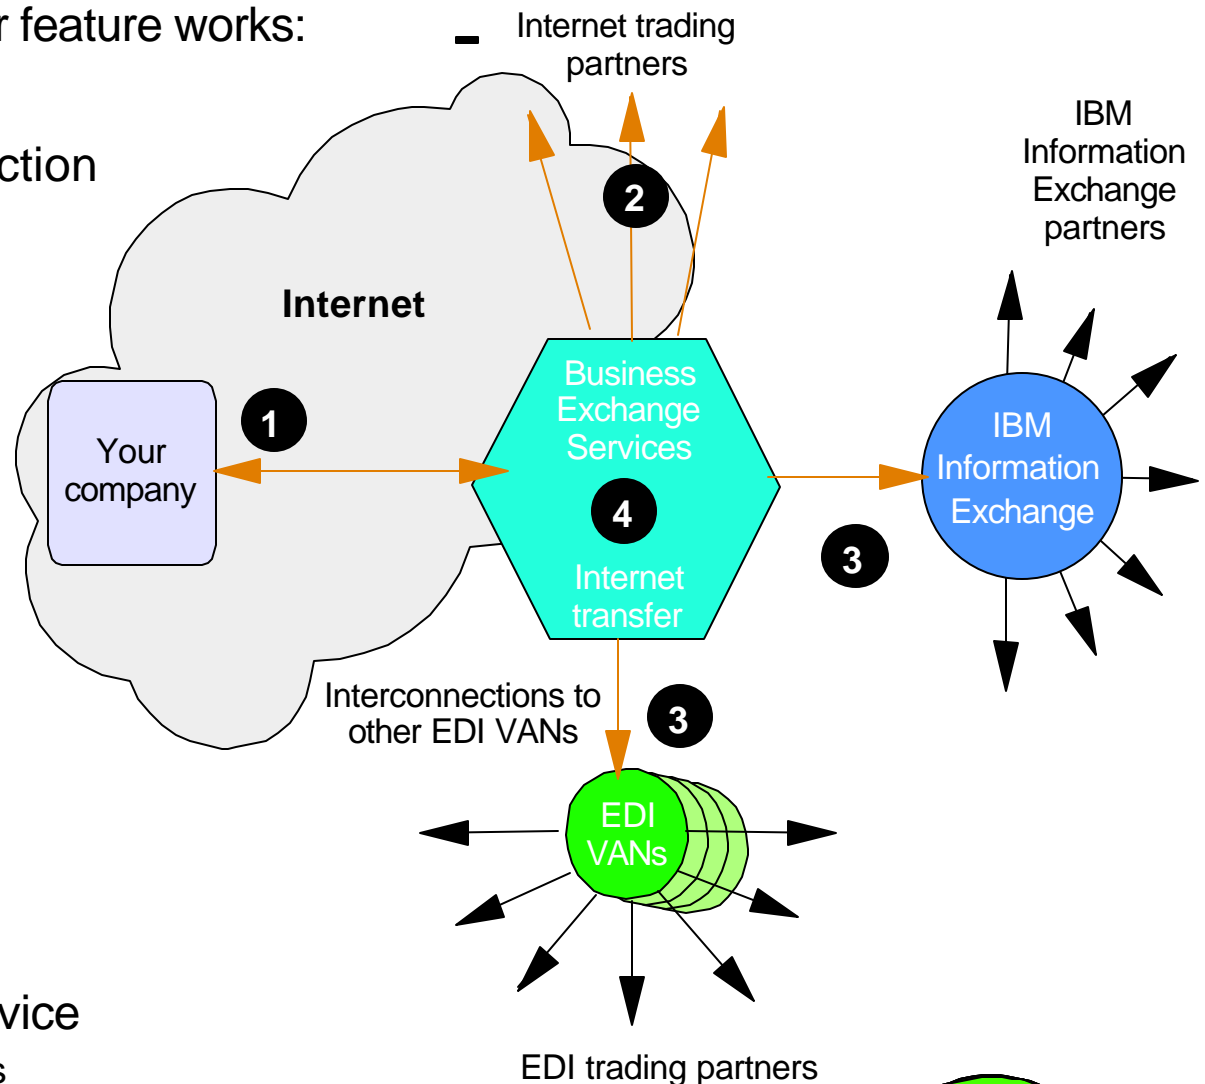 r feature works:
Internet trading
partners
ction
IBM
Information
Exchange
partners
2
Internet
Business
Exchange
Services
1
Your
company
IBM
Information
Exchange
4
3
Internet
transfer
Interconnections to
other EDI VANs
3
EDI
VANs
vice
s
EDI trading partners